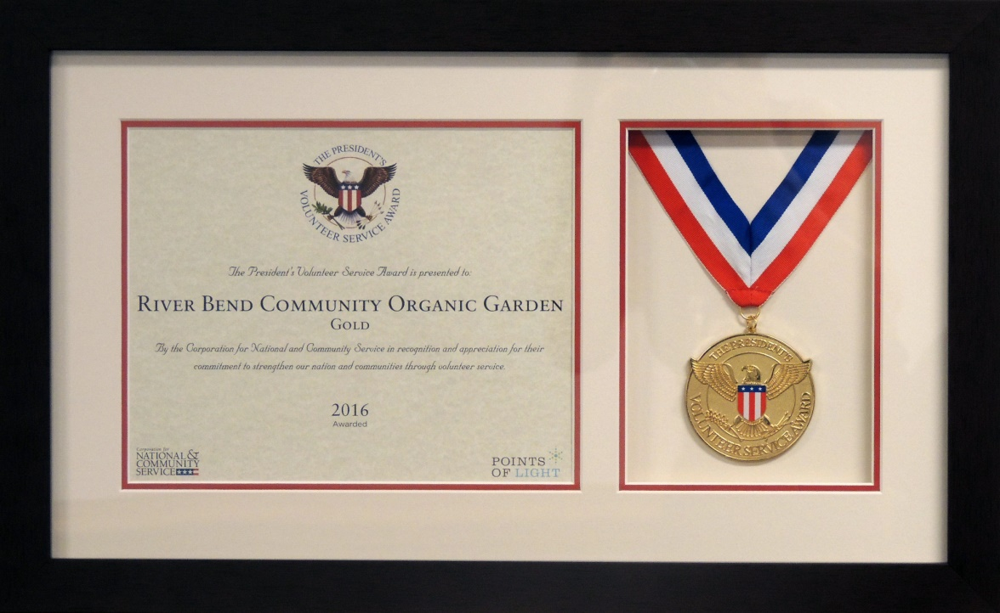 THE PRESIDENT'S
VOLUNTEER SERVICE AWARD
The President's Volunteer Service Award is presented to:
RIVER BEND COMMUNITY ORGANIC GARDEN
GOLD
By the Corporation for National and Community Service in recognition and appreciation for their
commitment to strengthen our nation and communities through volunteer service.
2016
Awarded
Corporation for
NATIONAL &
COMMUNITY
SERVICE
POINTS
OF LIGHT
THE PRESIDENT'S
VOLUNTEER SERVICE AWARD